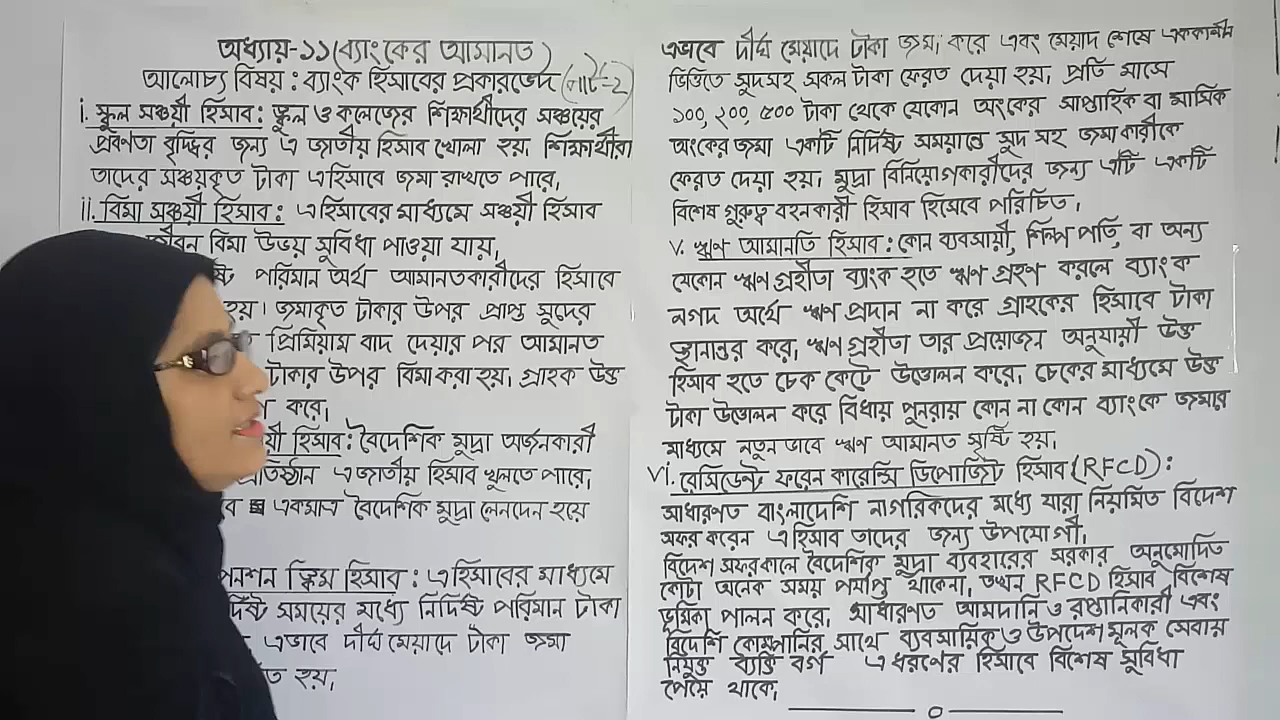 অধ্যায়-১১(ব্যাংকের আমানত)
আলোচ্য বিষয় : ব্যাংক হিসাবের প্রকারভেদ (পার্ট-2)
i. স্কুল সঞ্চয়ী হিসাব : স্কুল ও কলেজের শিক্ষার্থীদের সঞ্চয়ের
প্রবণতা বৃদ্ধির জন্য এ জাতীয় হিসাব খোলা হয়। শিক্ষার্থীরা
তাদের সঞ্চয়কৃত টাকা এহিসাবে জমা রাখতে পারে।
ii. বিমা সঞ্চয়ী হিসাব : এ হিসাবের মাধ্যমে সঞ্চয়ী হিসাব
জীবন বিমা উভয় সুবিধা পাওয়া যায়।
পরিমান অর্থ আমানতকারীদের হিসাবে
হয়। জমাকৃত টাকার উপর প্রাপ্ত সুদের
প্রিমিয়াম বাদ দেয়ার পর আমানত
টাকার উপর বিমা করা হয়। গ্রাহক উক্ত
করে।
য়ী হিসাব : বৈদেশিক মুদ্রা অর্জনকারী
প্রতিষ্ঠান এ জাতীয় হিসাব খুলতে পারে।
একমাত্র বৈদেশিক মুদ্রা লেনদেন হয়ে
পেনশন স্কিম হিসাব : এ হিসাবের মাধ্যমে
নির্দিষ্ট সময়ের মধ্যে নির্দিষ্ট পরিমান টাকা
এভাবে দীর্ঘ মেয়াদে টাকা জমা
ত হয়।
এভাবে দীর্ঘ মেয়াদে টাকা জমা করে এবং মেয়াদ শেষে এককালীন
ভিত্তিতে সুদসহ সকল টাকা ফেরত দেয়া হয়। প্রতি মাসে
১০০, ২০০, ৫০০ টাকা থেকে যেকোন অংকের সাপ্তাহিক বা মাসিক
অংকের জমা একটি নির্দিষ্ট সময়ান্তে সুদ সহ জমাকারীকে
ফেরত দেয়া হয়। মুদ্রা বিনিয়োগকারীদের জন্য এটি একটি
বিশেষ গুরুত্ব বহনকারী হিসাব হিসেবে পরিচিত।
v. ঋণ আমানতি হিসাব : কোন ব্যবসায়ী, শিল্প পতি, বা অন্য
যেকোন ঋণ গ্রহীতা ব্যাংক হতে ঋণ গ্রহণ করলে ব্যাংক
নগদ অর্থে ঋণ প্রদান না করে গ্রাহকের হিসাবে টাকা
স্থানান্তর করে, ঋণ গ্রহীতা তার প্রয়োজন অনুযায়ী উক্ত
হিসাব হতে চেক কেটে উত্তোলন করে, চেকের মাধ্যমে উক্ত
টাকা উত্তোলন করে বিধায় পুনরায় কোন না কোন ব্যাংকে জমার
মাধ্যমে নতুন ভাবে ঋণ আমানত সৃষ্টি হয়।
vi. রেসিডেন্ট ফরেন কারেন্সি ডিপোজিট হিসাব (RFCD) :
সাধারণত বাংলাদেশি নাগরিকদের মধ্যে যারা নিয়মিত বিদেশ
সফর করেন এ হিসাব তাদের জন্য উপযোগী।
বিদেশ সফরকালে বৈদেশিক মুদ্রা ব্যবহারের সরকার অনুমোদিত
কোটা অনেক সময় পর্যাপ্ত থাকেনা, তখন RFCD হিসাব বিশেষ
ভূমিকা পালন করে, সাধারণত আমদানি ও রপ্তানিকারী এবং
বিদেশি কোম্পানির সাথে ব্যবসায়িক ও উপদেশ মূলক সেবায়
নিযুক্ত ব্যক্তি বর্গ এ ধরণের হিসাবে বিশেষ সুবিধা
পেয়ে থাকে।